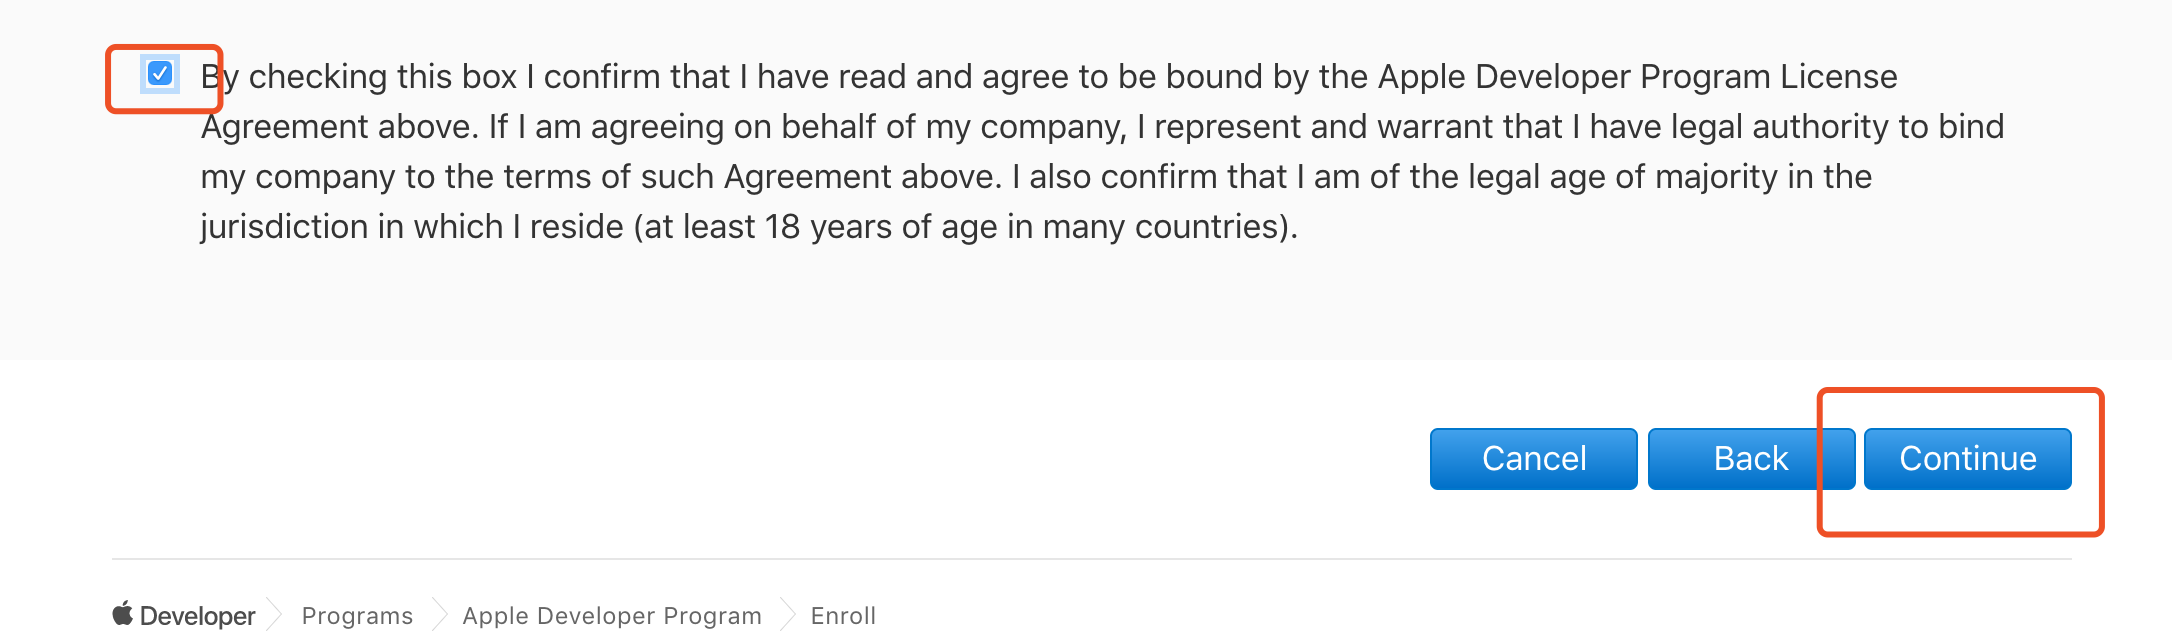 By checking this box I confirm that I have read and agree to be bound by the Apple Developer Program License
Agreement above. If I am agreeing on behalf of my company, I represent and warrant that I have legal authority to bind
my company to the terms of such Agreement above. I also confirm that I am of the legal age of majority in the
jurisdiction in which I reside (at least 18 years of age in many countries).
Cancel Back Continue
Developer Programs Apple Developer Program Enroll